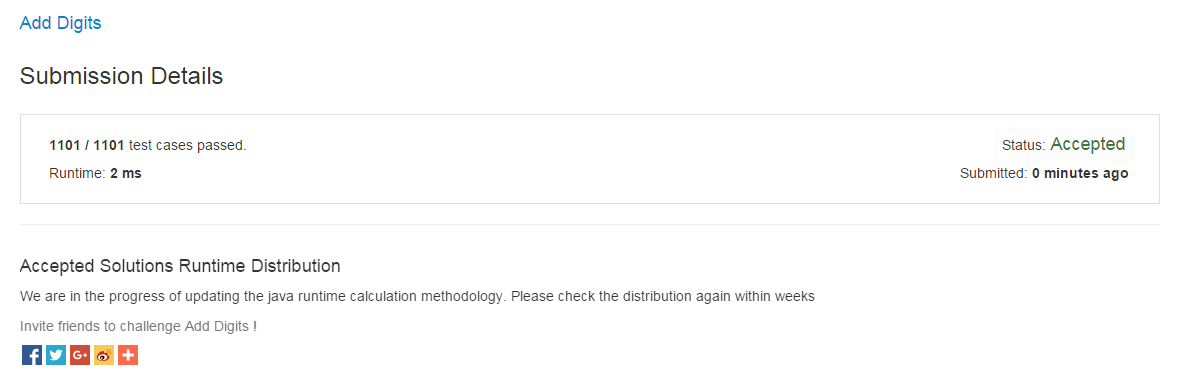 Add Digits
Submission Details
1101 / 1101 test cases passed.
Status: Accepted
Runtime: 2 ms
Submitted: 0 minutes ago
Accepted Solutions Runtime Distribution
We are in the progress of updating the java runtime calculation methodology. Please check the distribution again within weeks
Invite friends to challenge Add Digits !